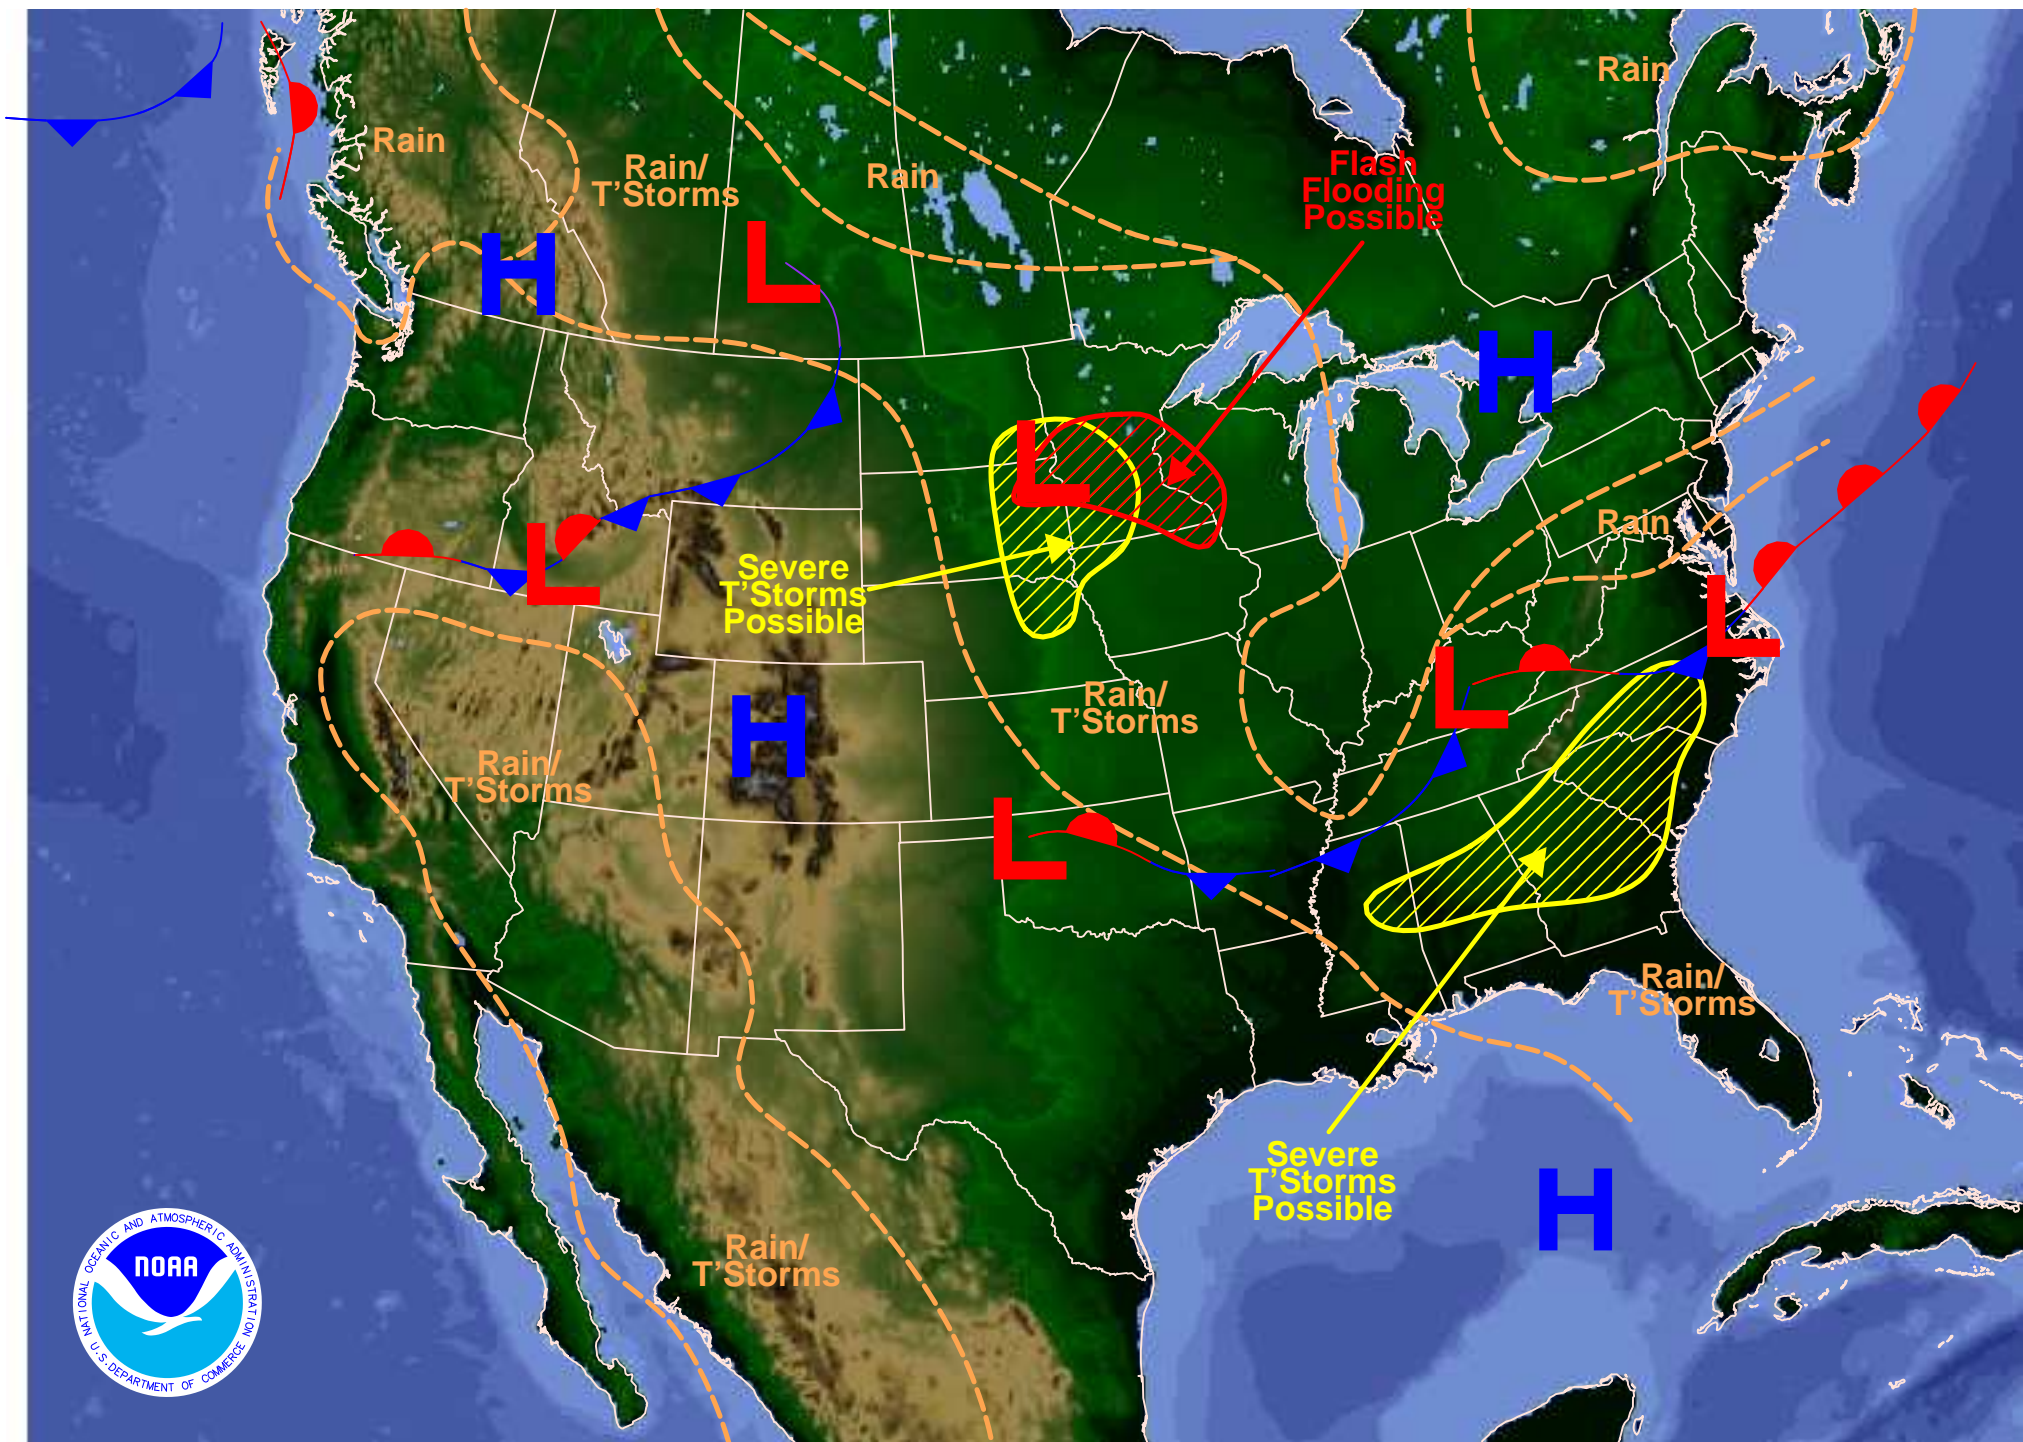 Rain
Rain
Rain/
T'Storms
Rain
Flash
Flooding
Possible
H
L
H
L
Severe
T'Storms
Possible
L
Rain
L
L
Rain/
T'Storms
H
Rain/
T'Storms
L
Rain/
T'Storms
Severe
T'Storms
Possible
H
Rain/
T'Storms
NATIONAL OCEANIC AND ATMOSPHERIC ADMINISTRATION
NOAA
U.S. DEPARTMENT OF COMMERCE